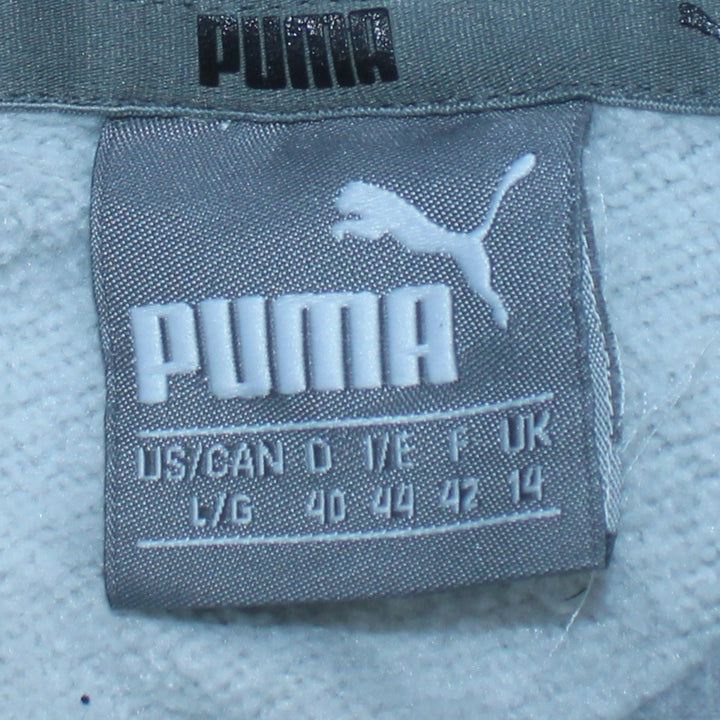 PUMA
PUMA
US/CAN D I/E F UK
L/G 40 44 42 14